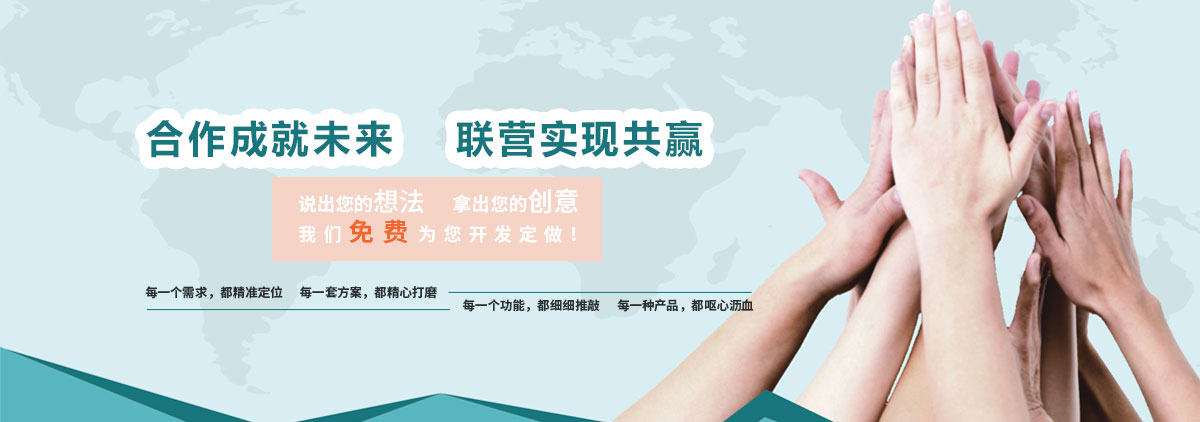 合作成就未来 联营实现共赢
说出您的想法 拿出您的创意
我们免费为您开发定做！
每一个需求，都精准定位 每一套方案，都精心打磨
每一个功能，都细细推敲 每一种产品，都呕心沥血